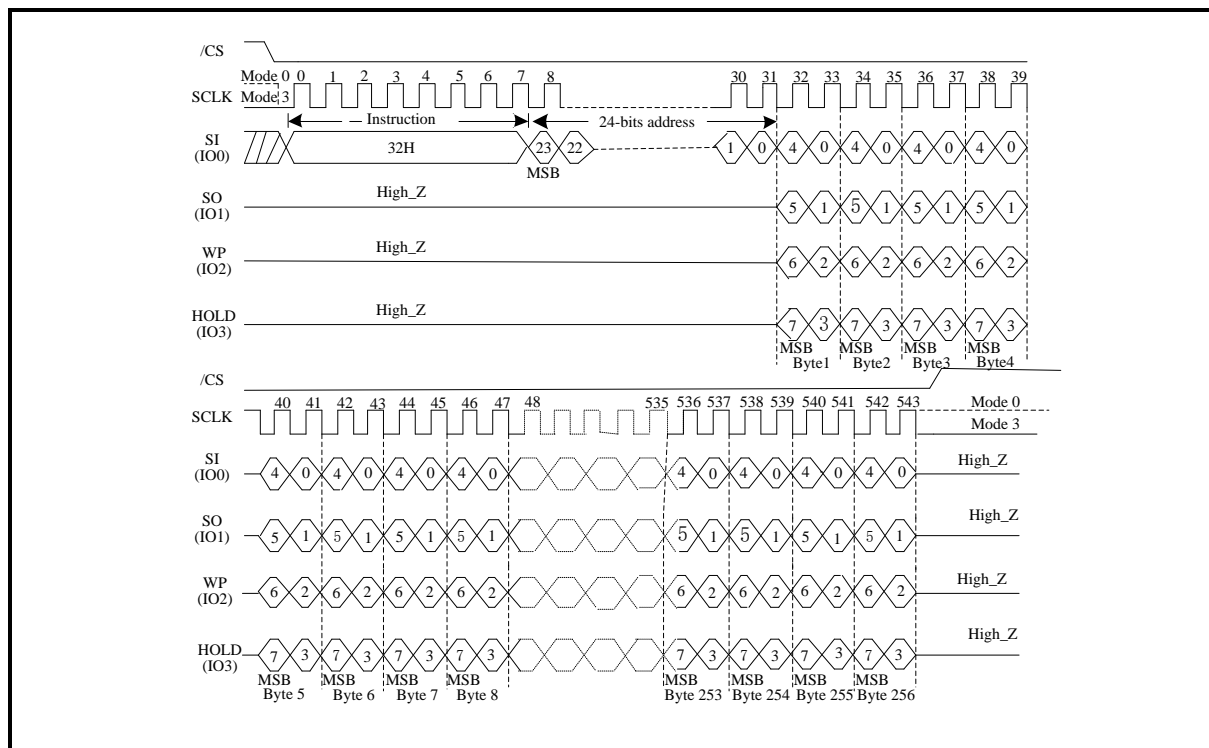 /CS
Mode 0 0 1 2 3 4 5 6 7 8 30 31 32 33 34 35 36 37 38 39
SCLK Mode 3
Instruction 24-bits address
SI
(IO0)
32H 23 22 1 0 4 0 4 0 4 0 4 0
MSB
SO
(IO1)
High_Z 5 1 5 1 5 1 5 1
WP
(IO2)
High_Z 6 2 6 2 6 2 6 2
HOLD
(IO3)
High_Z 7 3 7 3 7 3 7 3
MSB MSB MSB MSB
Byte1 Byte2 Byte3 Byte4
/CS
40 41 42 43 44 45 46 47 48 535 536 537 538 539 540 541 542 543 Mode 0
SCLK
Mode 3
SI
(IO0)
4 0 4 0 4 0 4 0 4 0 4 0 4 0 4 0 High_Z
SO
(IO1)
5 1 5 1 5 1 5 1 5 1 5 1 5 1 5 1 High_Z
WP
(IO2)
6 2 6 2 6 2 6 2 6 2 6 2 6 2 6 2 High_Z
HOLD
(IO3)
7 3 7 3 7 3 7 3 7 3 7 3 7 3 7 3 High_Z
MSB MSB MSB MSB MSB MSB MSB MSB
Byte 5 Byte 6 Byte 7 Byte 8 Byte 253 Byte 254 Byte 255 Byte 256